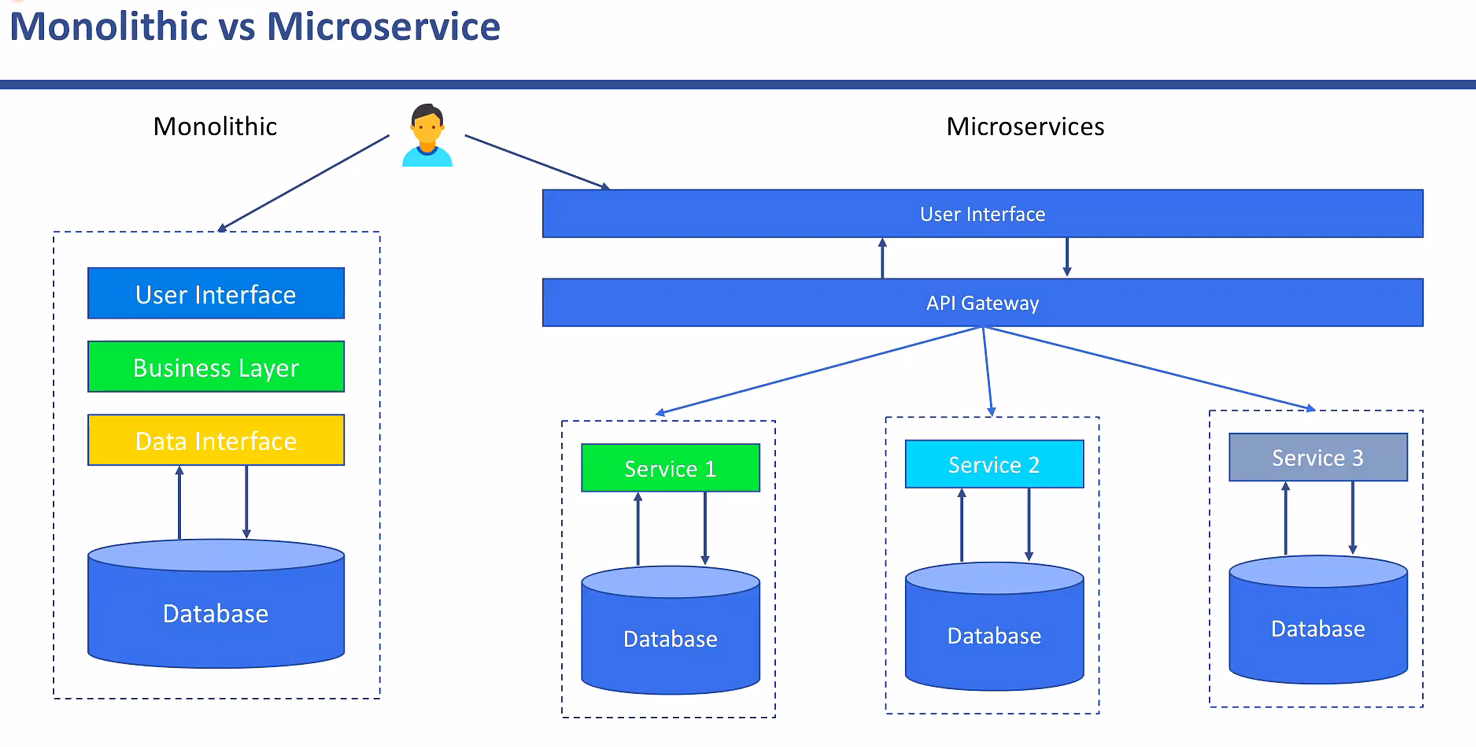 Monolithic vs Microservice
Monolithic
Microservices
User Interface
Business Layer
Data Interface
Database
User Interface
API Gateway
Service 1
Database
Service 2
Database
Service 3
Database